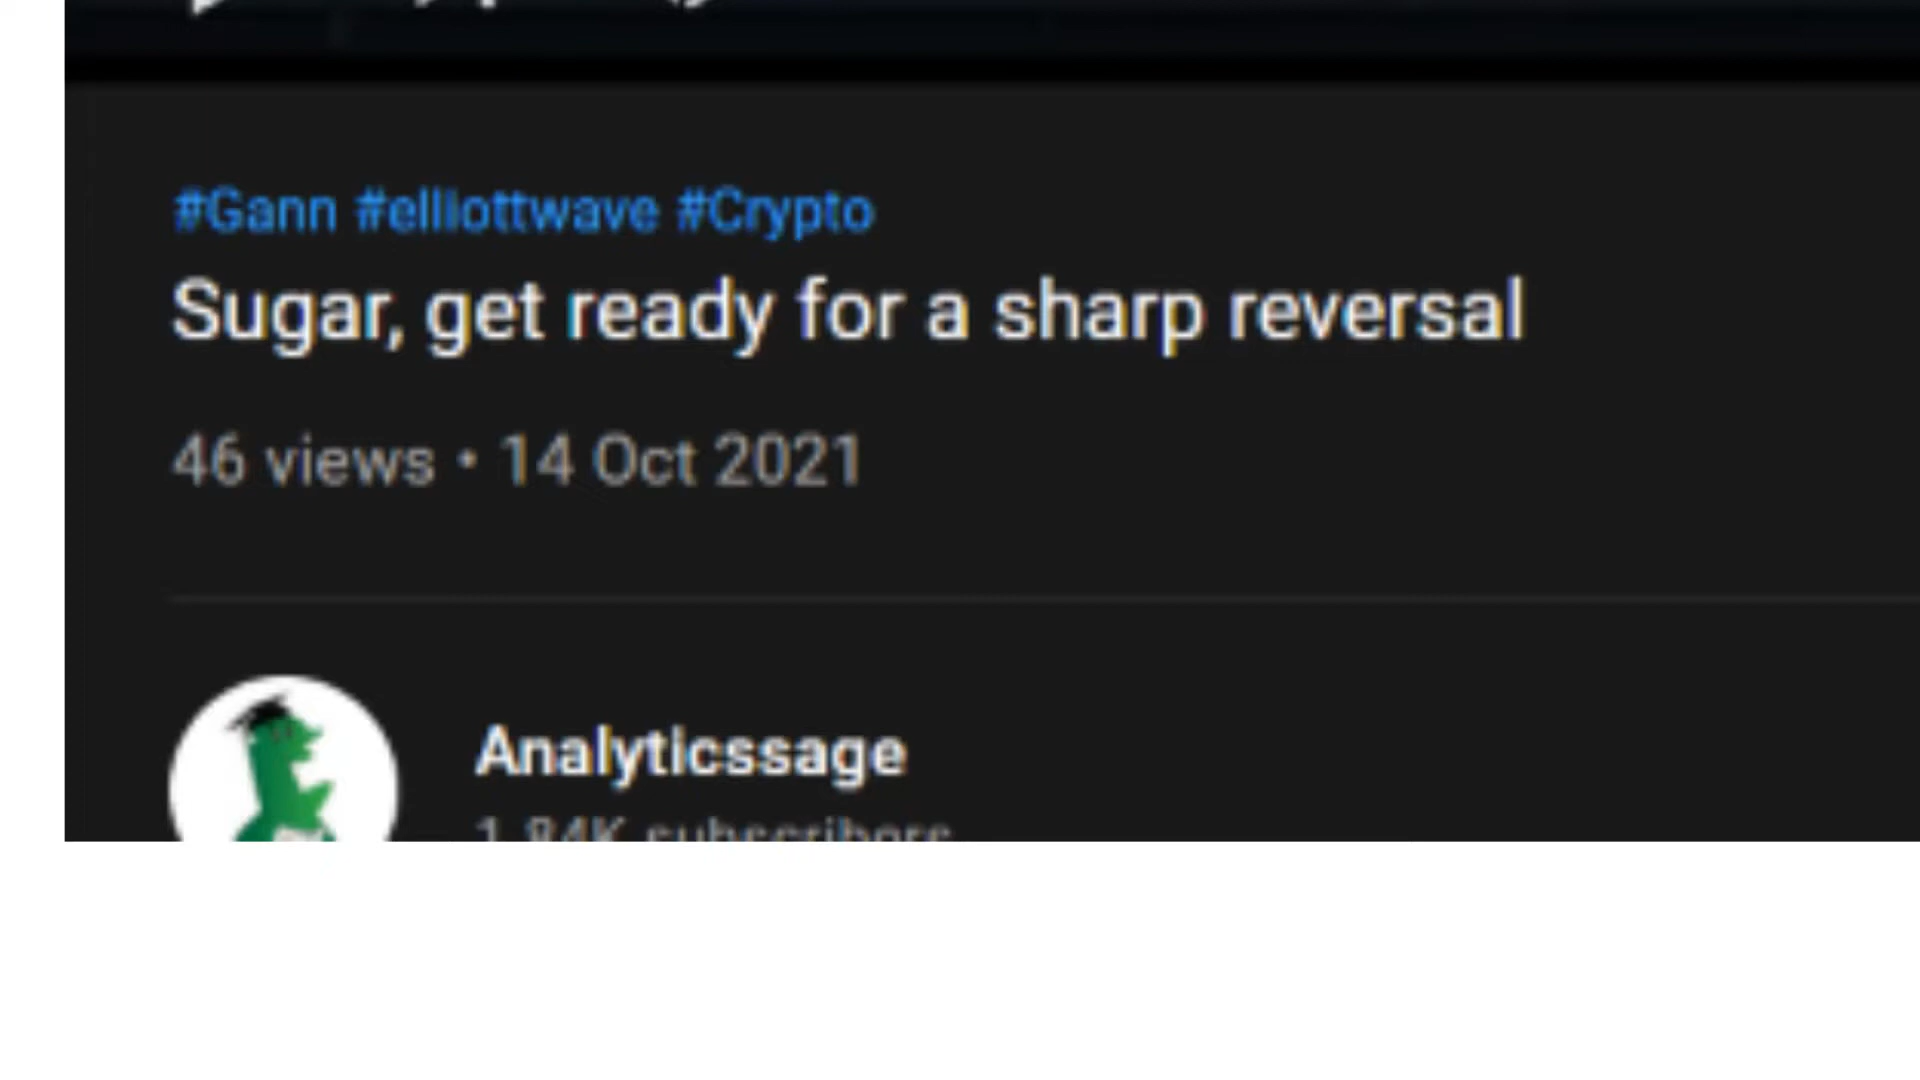 #Gann #elliottwave #Crypto
Sugar, get ready for a sharp reversal
46 views • 14 Oct 2021
Analyticssage
1.84K subscribers